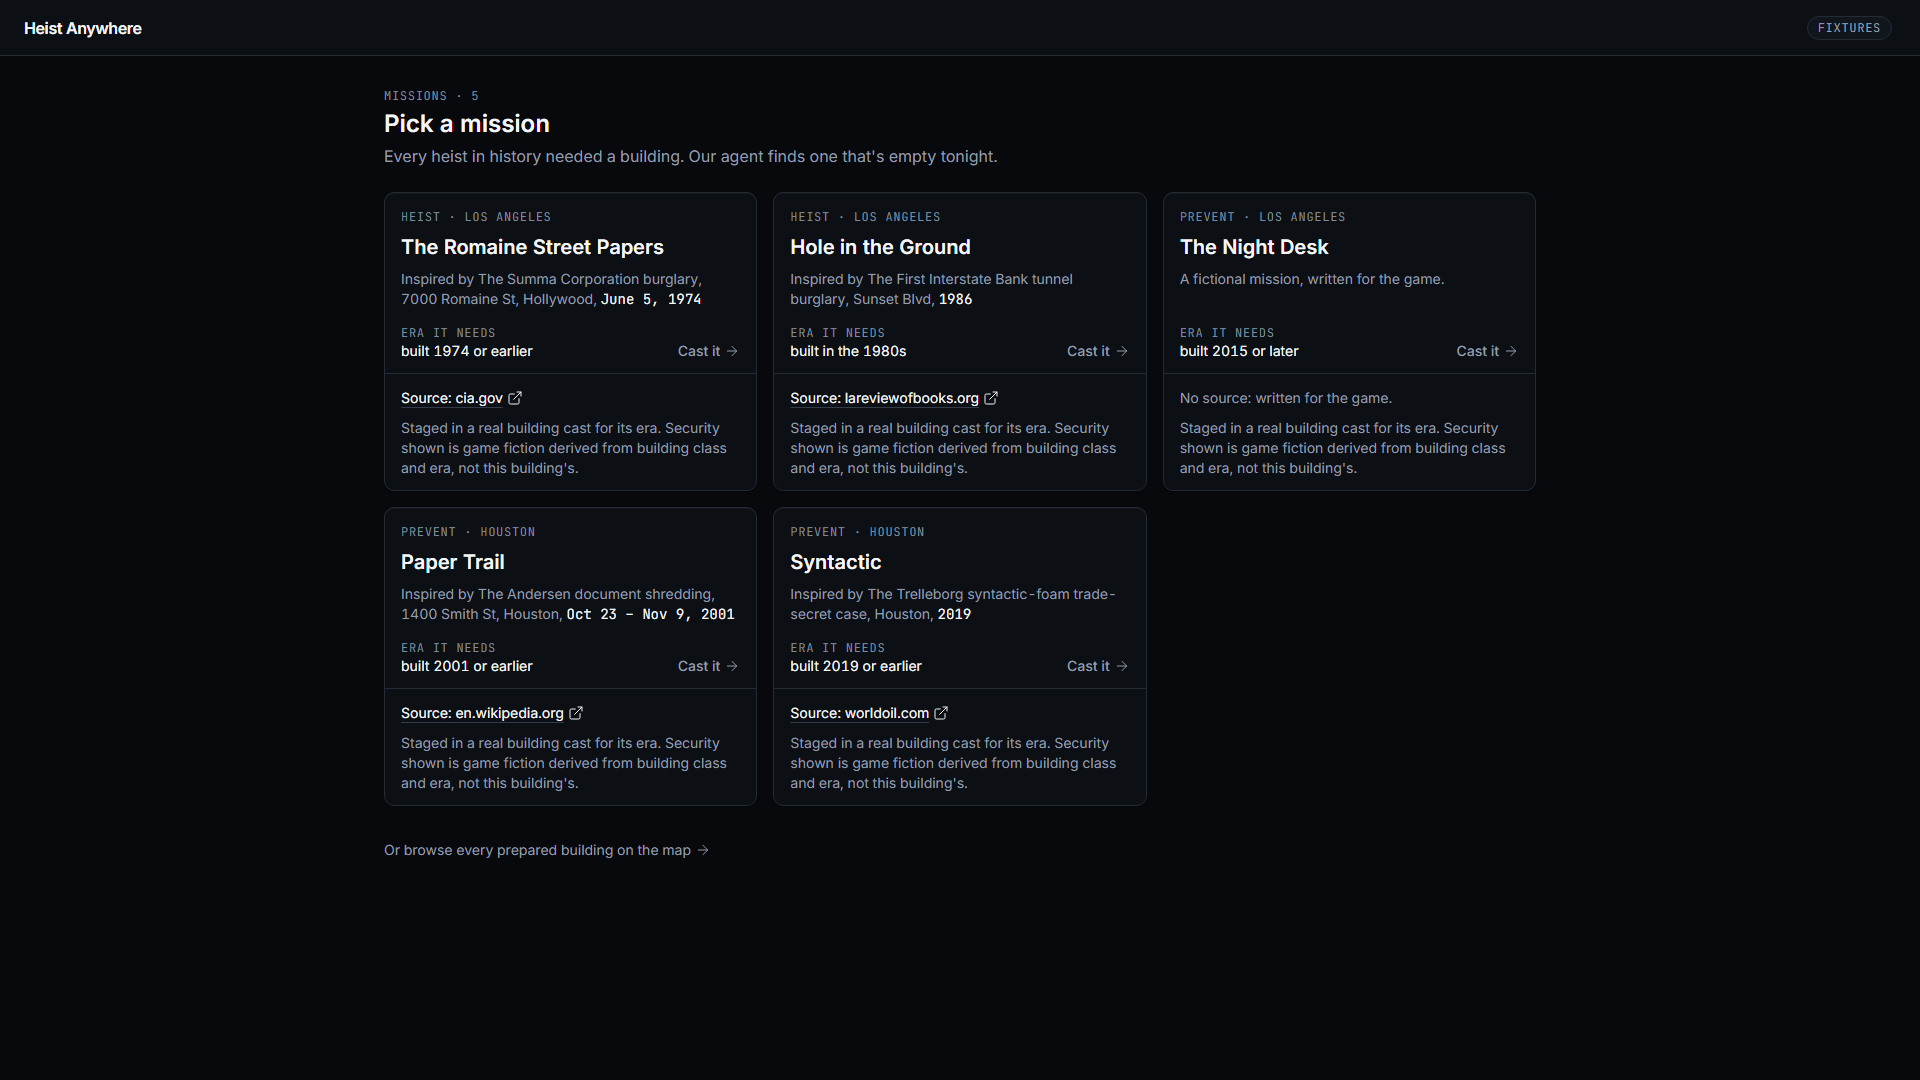 Heist Anywhere
FIXTURES
MISSIONS · 5
Pick a mission
Every heist in history needed a building. Our agent finds one that's empty tonight.
HEIST · LOS ANGELES
The Romaine Street Papers
Inspired by The Summa Corporation burglary,
7000 Romaine St, Hollywood, June 5, 1974
ERA IT NEEDS
built 1974 or earlier
Cast it →
Source: cia.gov
Staged in a real building cast for its era. Security
shown is game fiction derived from building class
and era, not this building's.
HEIST · LOS ANGELES
Hole in the Ground
Inspired by The First Interstate Bank tunnel
burglary, Sunset Blvd, 1986
ERA IT NEEDS
built in the 1980s
Cast it →
Source: lareviewofbooks.org
Staged in a real building cast for its era. Security
shown is game fiction derived from building class
and era, not this building's.
PREVENT · LOS ANGELES
The Night Desk
A fictional mission, written for the game.
ERA IT NEEDS
built 2015 or later
Cast it →
No source: written for the game.
Staged in a real building cast for its era. Security
shown is game fiction derived from building class
and era, not this building's.
PREVENT · HOUSTON
Paper Trail
Inspired by The Andersen document shredding,
1400 Smith St, Houston, Oct 23 – Nov 9, 2001
ERA IT NEEDS
built 2001 or earlier
Cast it →
Source: en.wikipedia.org
Staged in a real building cast for its era. Security
shown is game fiction derived from building class
and era, not this building's.
PREVENT · HOUSTON
Syntactic
Inspired by The Trelleborg syntactic-foam trade-
secret case, Houston, 2019
ERA IT NEEDS
built 2019 or earlier
Cast it →
Source: worldoil.com
Staged in a real building cast for its era. Security
shown is game fiction derived from building class
and era, not this building's.
Or browse every prepared building on the map →